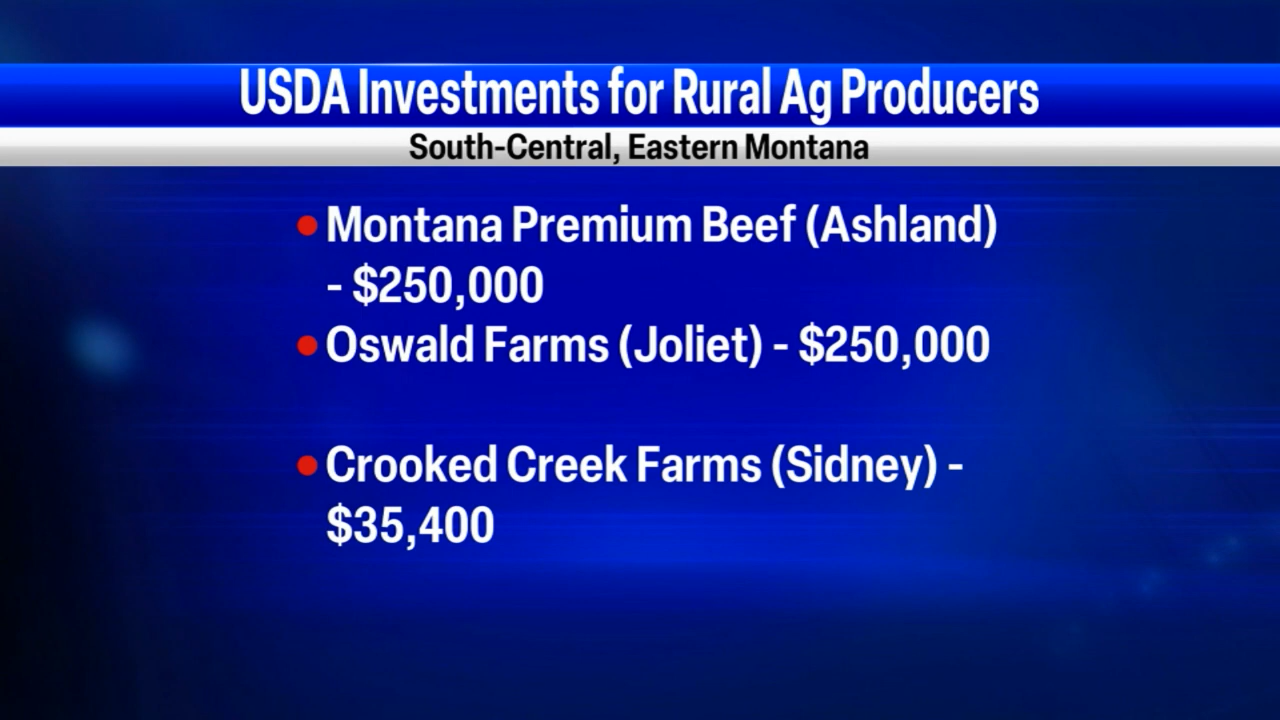 USDA Investments for Rural Ag Producers
South-Central, Eastern Montana
• Montana Premium Beef (Ashland)
- $250,000
• Oswald Farms (Joliet) - $250,000
• Crooked Creek Farms (Sidney) -
$35,400